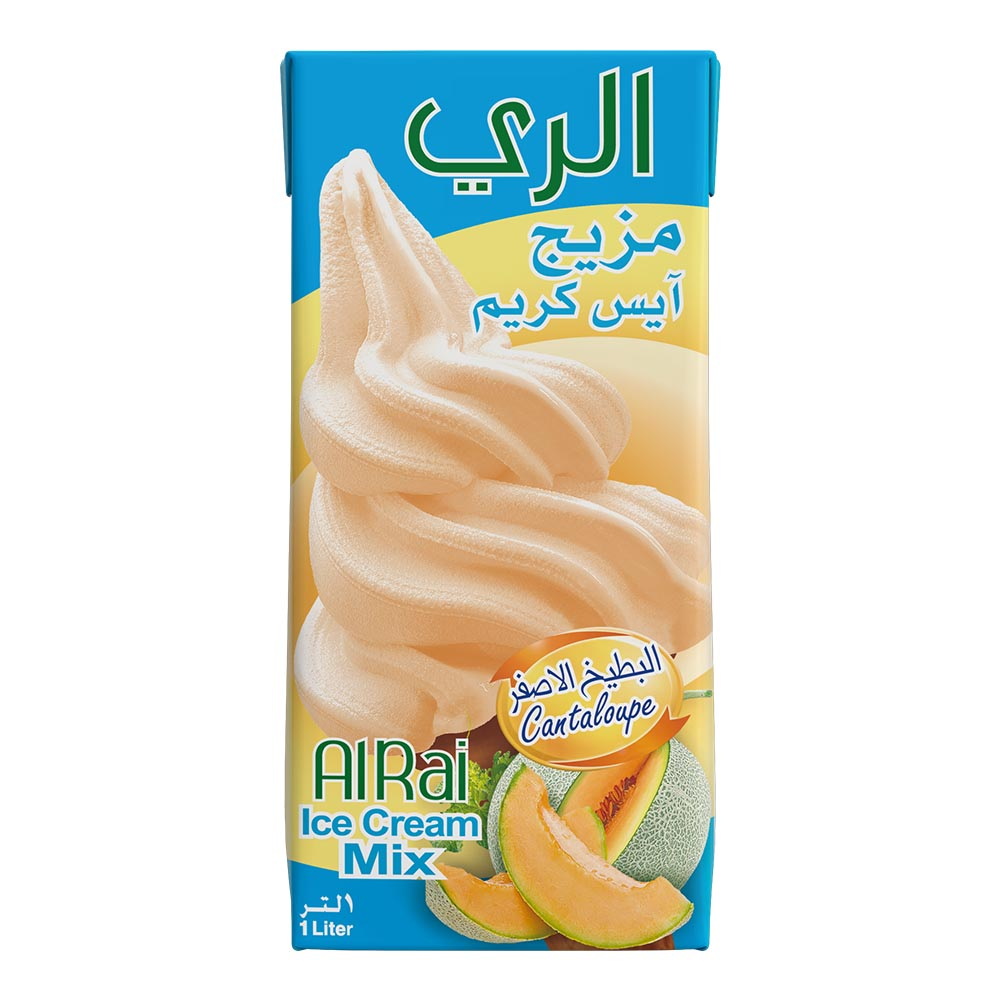 الري
مزيج
آيس كريم
البطيخ الاصفر
Cantaloupe
AlRai
Ice Cream
Mix
١ لتر
1 Liter